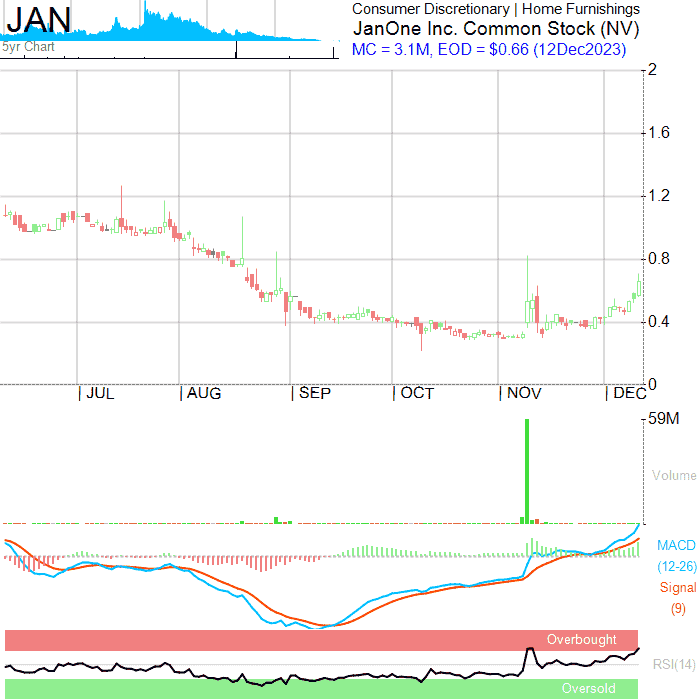 JAN
5yr Chart
Consumer Discretionary | Home Furnishings
JanOne Inc. Common Stock (NV)
MC = 3.1M, EOD = $0.66 (12Dec2023)
2
1.6
1.2
0.8
0.4
0
| JUL | AUG | SEP | OCT | NOV | DEC
59M
Volume
MACD
(12-26)
Signal
(9)
Overbought
RSI(14)
Oversold